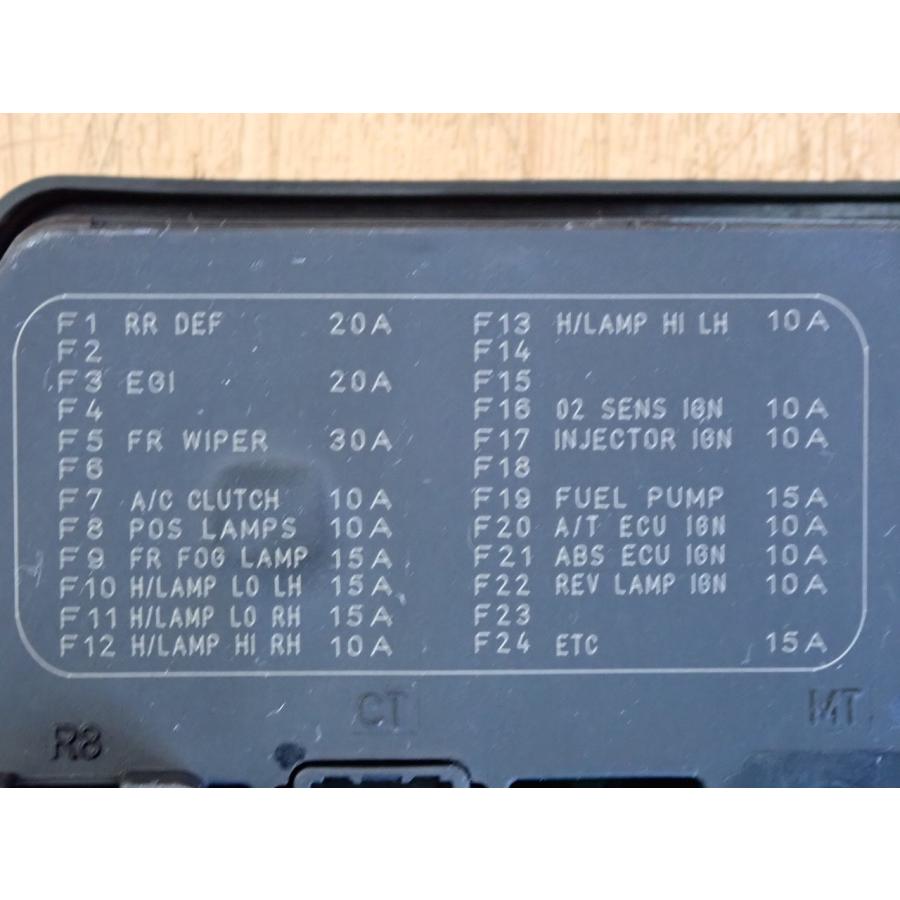 F1 RR DEF 20A
F2
F3 EGI 20A
F4
F5 FR WIPER 30A
F6
F7 A/C CLUTCH 10A
F8 POS LAMPS 10A
F9 FR FOG LAMP 15A
F10 H/LAMP LO LH 15A
F11 H/LAMP LO RH 15A
F12 H/LAMP HI RH 10A
F13 H/LAMP HI LH 10A
F14
F15
F16 02 SENS IGN 10A
F17 INJECTOR IGN 10A
F18
F19 FUEL PUMP 15A
F20 A/T ECU IGN 10A
F21 ABS ECU IGN 10A
F22 REV LAMP IGN 10A
F23
F24 ETC 15A
CT
R8